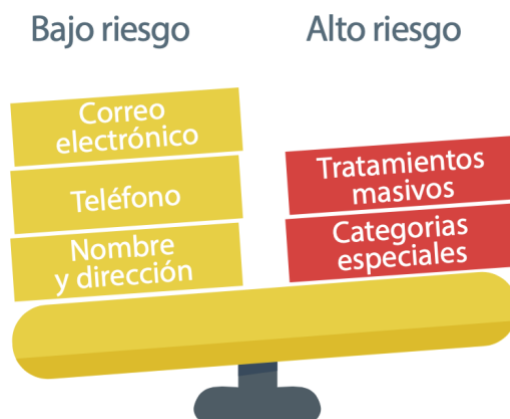 Bajo riesgo
Alto riesgo
Correo
electrónico
Teléfono
Nombre
y dirección
Tratamientos
masivos
Categorias
especiales